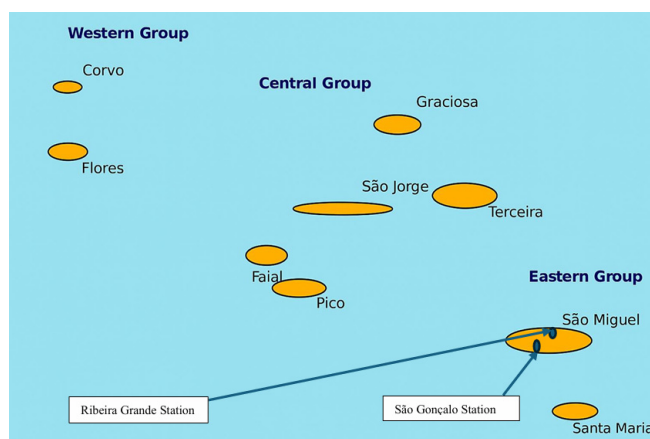 Western Group
Corvo
Central Group
Graciosa
Flores
São Jorge
Terceira
Faial
Pico
Eastern Group
São Miguel
Ribeira Grande Station
São Gonçalo Station
Santa Maria